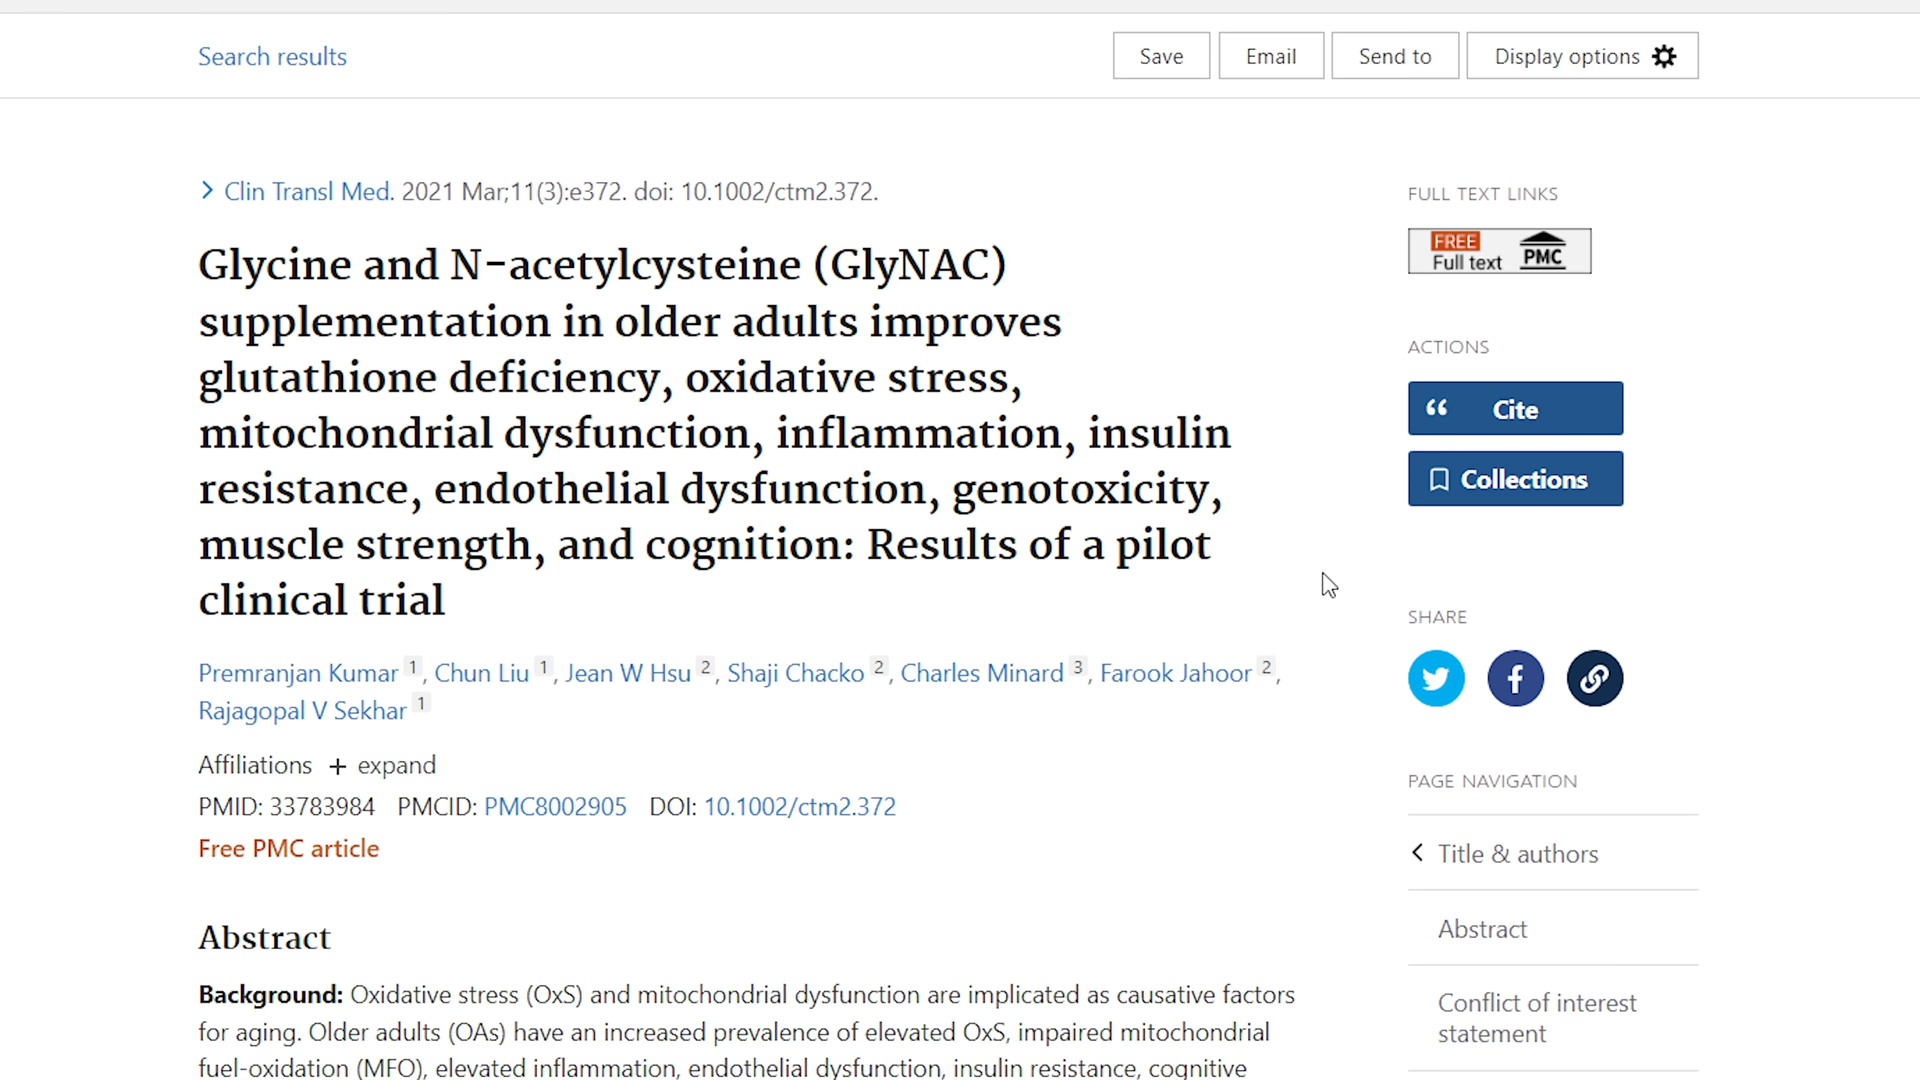 Search results
Save
Email
Send to
Display options
Clin Transl Med. 2021 Mar;11(3):e372. doi: 10.1002/ctm2.372.
Glycine and N-acetylcysteine (GlyNAC)
supplementation in older adults improves
glutathione deficiency, oxidative stress,
mitochondrial dysfunction, inflammation, insulin
resistance, endothelial dysfunction, genotoxicity,
muscle strength, and cognition: Results of a pilot
clinical trial
Premranjan Kumar 1, Chun Liu 1, Jean W Hsu 2, Shaji Chacko 2, Charles Minard 3, Farook Jahoor 2,
Rajagopal V Sekhar 1
Affiliations + expand
PMID: 33783984 PMCID: PMC8002905 DOI: 10.1002/ctm2.372
Free PMC article
Abstract
Background: Oxidative stress (OxS) and mitochondrial dysfunction are implicated as causative factors
for aging. Older adults (OAs) have an increased prevalence of elevated OxS, impaired mitochondrial
fuel-oxidation (MFO), elevated inflammation, endothelial dysfunction, insulin resistance, cognitive
FULL TEXT LINKS
FREE
Full text
PMC
ACTIONS
Cite
Collections
SHARE
PAGE NAVIGATION
Title & authors
Abstract
Conflict of interest
statement